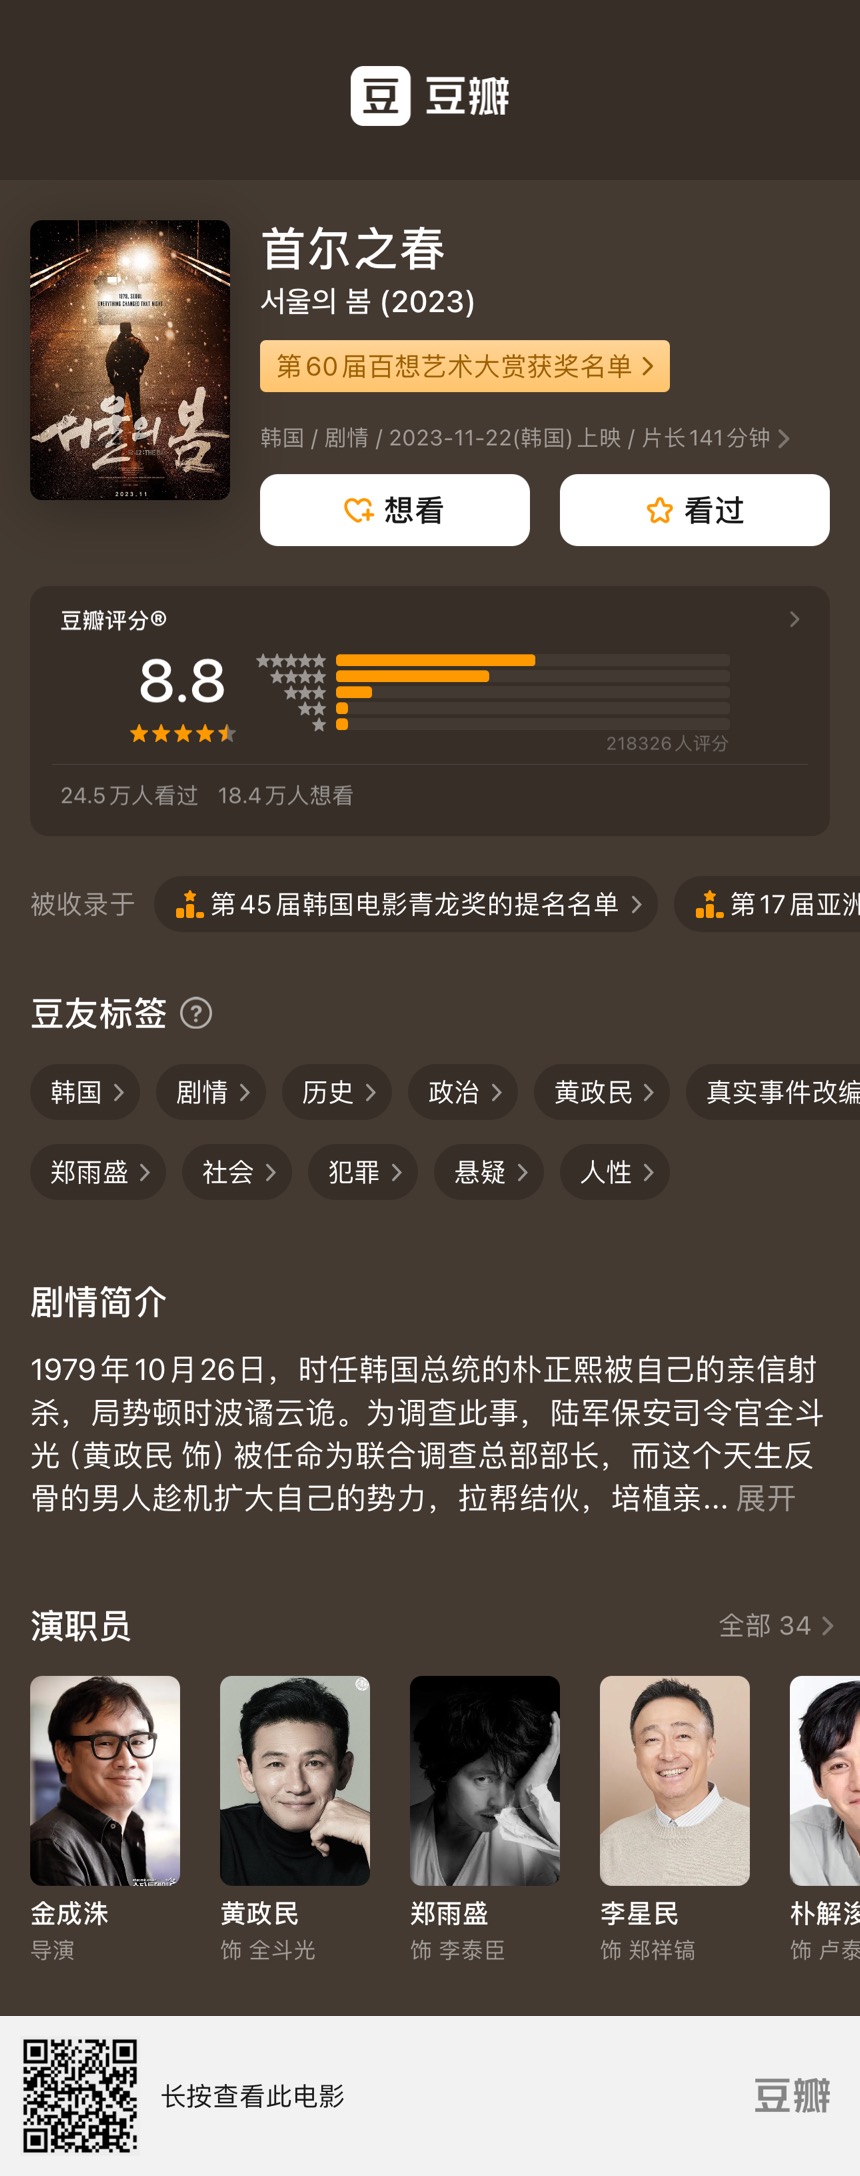 豆 豆瓣
首尔之春
서울의 봄 (2023)
1979, SEOUL
EVERYTHING CHANGED THAT NIGHT
서울의 봄
2023.11
第60届百想艺术大赏获奖名单
韩国 / 剧情 / 2023-11-22(韩国)上映 / 片长141分钟
想看 看过
豆瓣评分®
8.8
218326人评分
24.5万人看过 18.4万人想看
被收录于 第45届韩国电影青龙奖的提名名单 第17届亚洲
豆友标签 ?
韩国 剧情 历史 政治 黄政民 真实事件改编
郑雨盛 社会 犯罪 悬疑 人性
剧情简介
1979年10月26日，时任韩国总统的朴正熙被自己的亲信射
杀，局势顿时波谲云诡。为调查此事，陆军保安司令官全斗
光（黄政民 饰）被任命为联合调查总部部长，而这个天生反
骨的男人趁机扩大自己的势力，拉帮结伙，培植亲... 展开
演职员 全部 34
金成洙 黄政民 郑雨盛 李星民 朴解浚
导演 饰 全斗光 饰 李泰臣 饰 郑祥镐 饰 卢泰
长按查看此电影 豆瓣